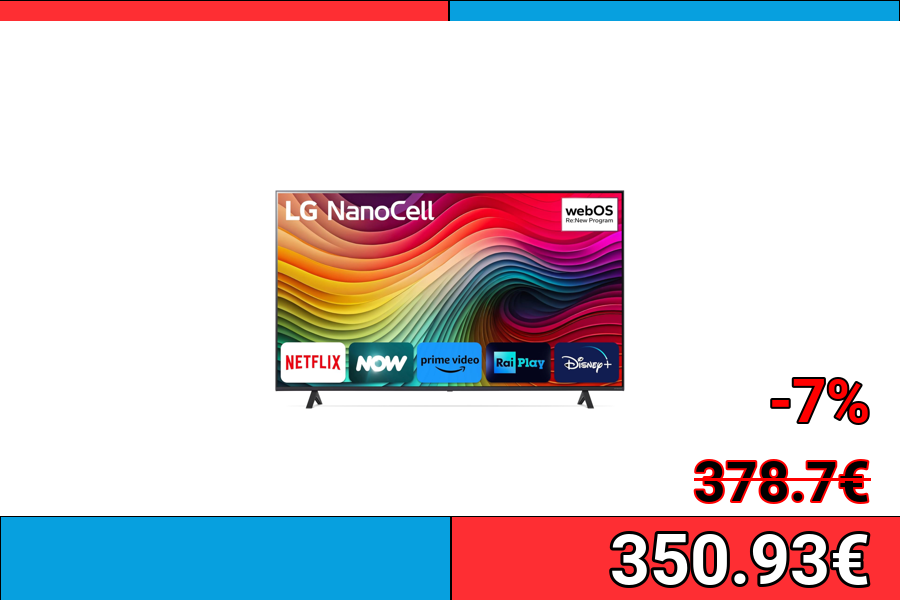 LG NanoCell
webOS
Re:New Program
NETFLIX
NOW
prime video
Rai Play
Disney+
-7%
378.7€
350.93€